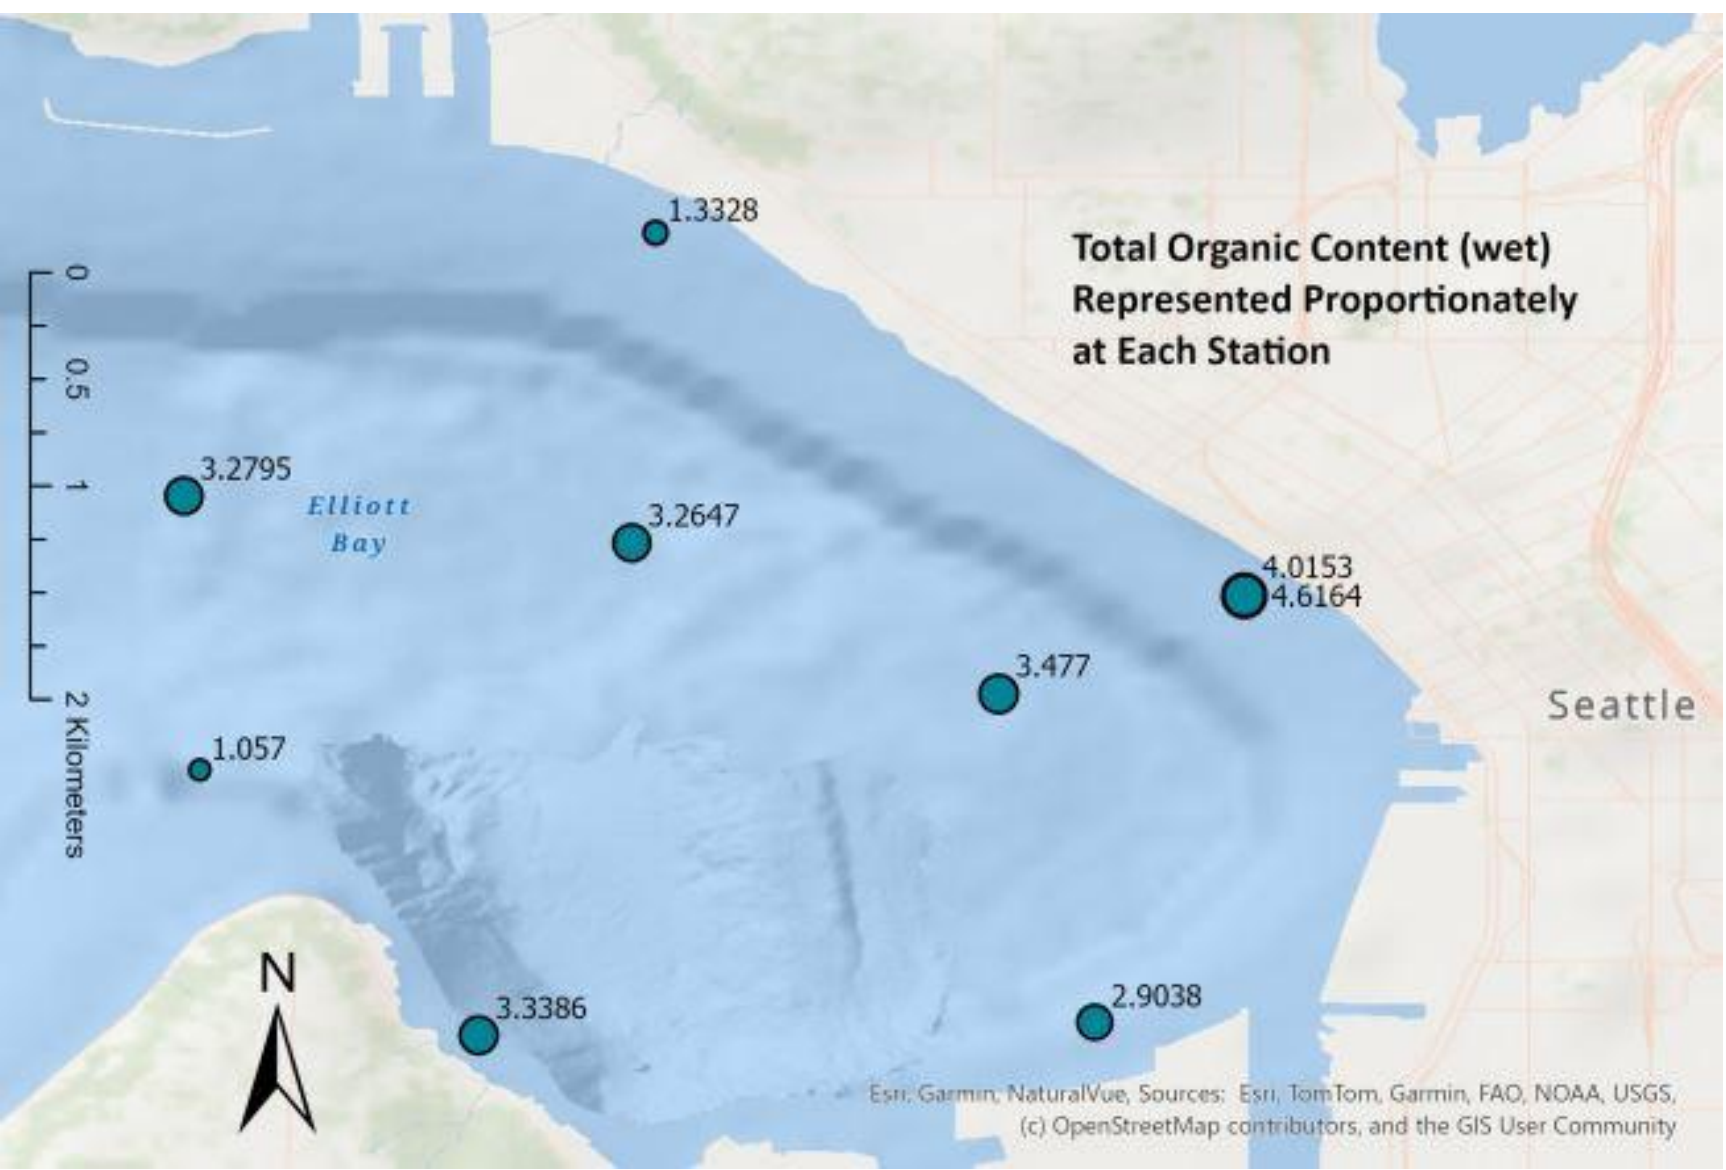 1.3328
Total Organic Content (wet)
Represented Proportionately
at Each Station
0
0.5
1
2 Kilometers
3.2795
Elliott
Bay
3.2647
4.0153
4.6164
3.477
Seattle
1.057
N
3.3386
2.9038
Esri, Garmin, NaturalVue, Sources: Esri, TomTom, Garmin, FAO, NOAA, USGS,
(c) OpenStreetMap contributors, and the GIS User Community